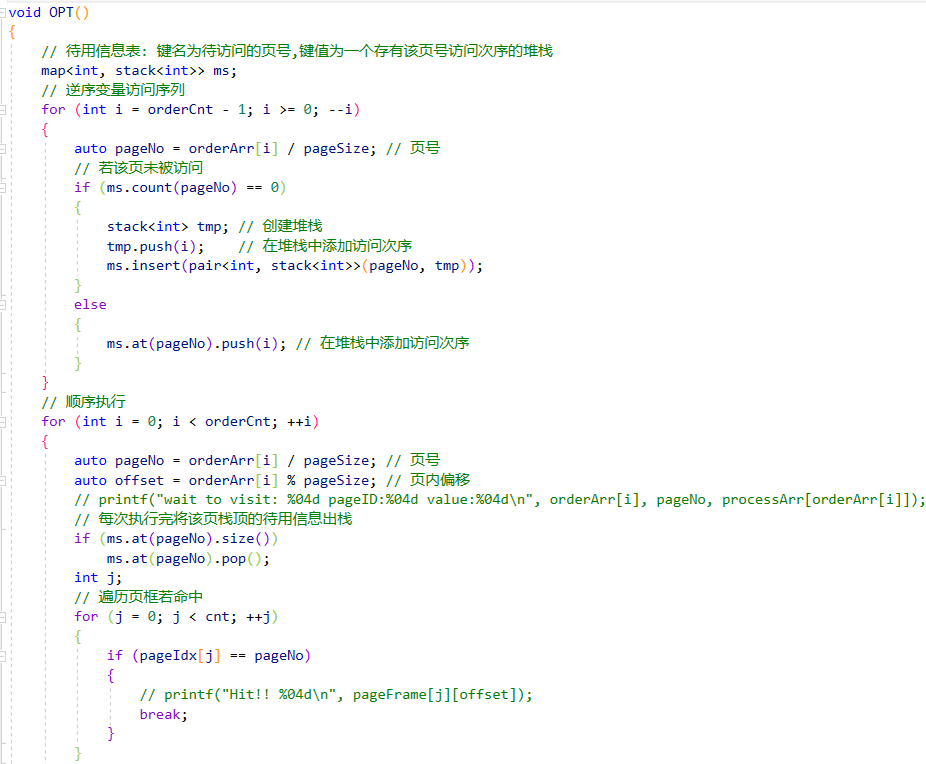 void OPT()
{
// 待用信息表: 键名为待访问的页号,键值为一个存有该页号访问次序的堆栈
map<int, stack<int>> ms;
// 逆序变量访问序列
for (int i = orderCnt - 1; i >= 0; --i)
{
auto pageNo = orderArr[i] / pageSize; // 页号
// 若该页未被访问
if (ms.count(pageNo) == 0)
{
stack<int> tmp; // 创建堆栈
tmp.push(i);    // 在堆栈中添加访问次序
ms.insert(pair<int, stack<int>>(pageNo, tmp));
}
else
{
ms.at(pageNo).push(i); // 在堆栈中添加访问次序
}
}
// 顺序执行
for (int i = 0; i < orderCnt; ++i)
{
auto pageNo = orderArr[i] / pageSize; // 页号
auto offset = orderArr[i] % pageSize; // 页内偏移
// printf("wait to visit: %04d pageID:%04d value:%04d\n", orderArr[i], pageNo, processArr[orderArr[i]]);
// 每次执行完将该页栈顶的待用信息出栈
if (ms.at(pageNo).size())
ms.at(pageNo).pop();
int j;
// 遍历页框若命中
for (j = 0; j < cnt; ++j)
{
if (pageIdx[j] == pageNo)
{
// printf("Hit!! %04d\n", pageFrame[j][offset]);
break;
}
}